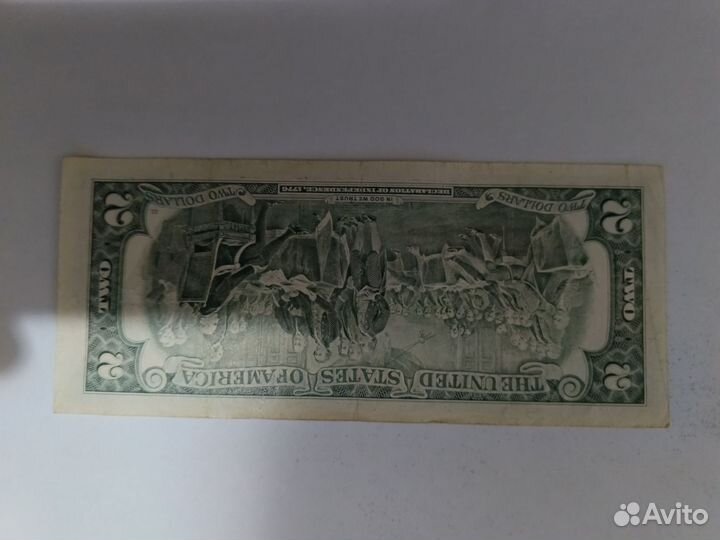 2 THE UNITED STATES OF AMERICA 2
TWO TWO
IN GOD WE TRUST
2 TWO DOLLARS TWO DOLLARS 2
DECLARATION OF INDEPENDENCE, 1776
Avito